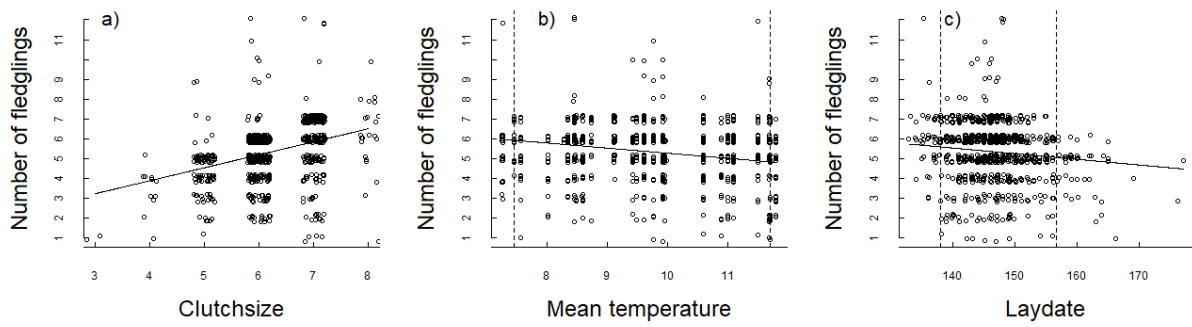 a)
Number of fledglings
1 2 3 4 5 6 7 8 9 11
3 4 5 6 7 8
Clutchsize
b)
Number of fledglings
1 2 3 4 5 6 7 8 9 11
8 9 10 11
Mean temperature
c)
Number of fledglings
1 2 3 4 5 6 7 8 9 11
140 150 160 170
Laydate